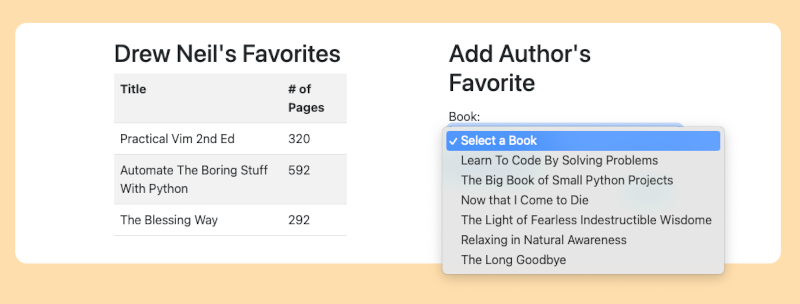 Drew Neil's Favorites
Title
# of
Pages
Practical Vim 2nd Ed
320
Automate The Boring Stuff
With Python
592
The Blessing Way
292
Add Author's
Favorite
Book:
✓ Select a Book
Learn To Code By Solving Problems
The Big Book of Small Python Projects
Now that I Come to Die
The Light of Fearless Indestructible Wisdome
Relaxing in Natural Awareness
The Long Goodbye